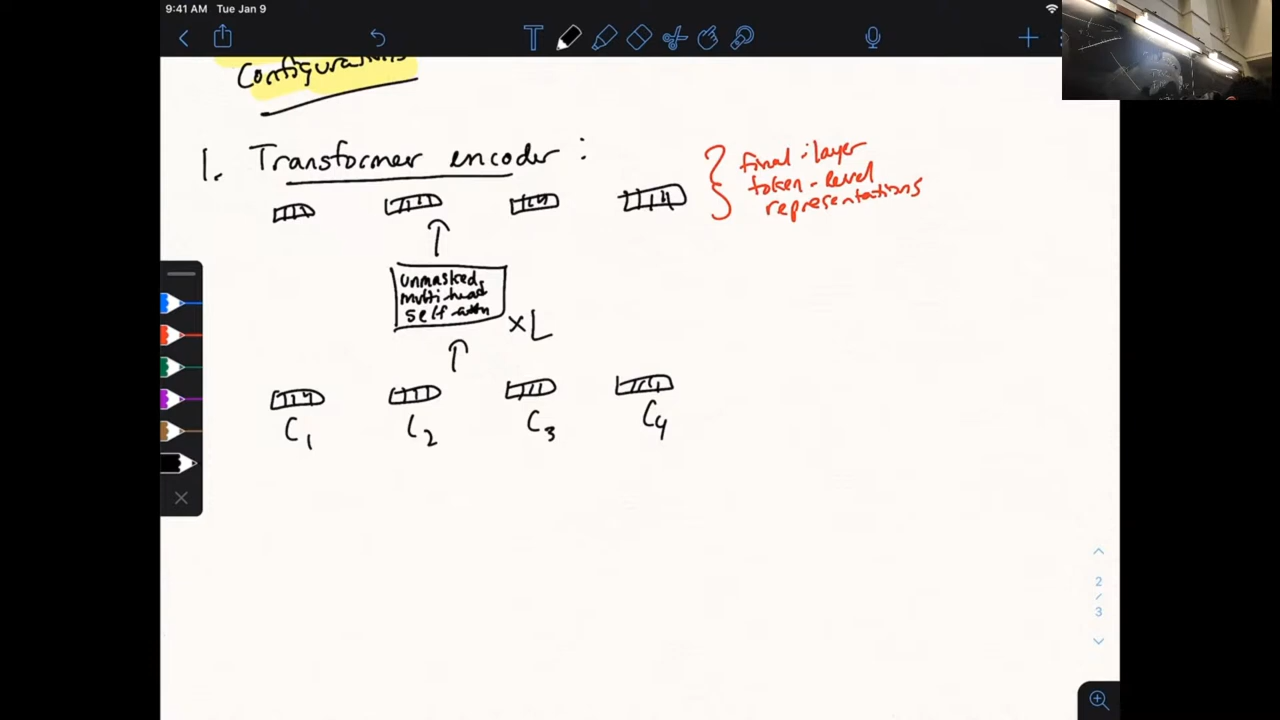 9:41 AM Tue Jan 9
Configurations
1. Transformer encoder :
final-layer
token-level
representations
unmasked,
multi-head
self-attn
x L
C1 C2 C3 C4
2
/
3